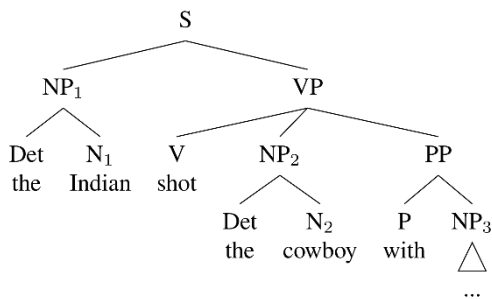 S
NP₁ VP
Det N₁ V NP₂ PP
the Indian shot
Det N₂ P NP₃
the cowboy with
...